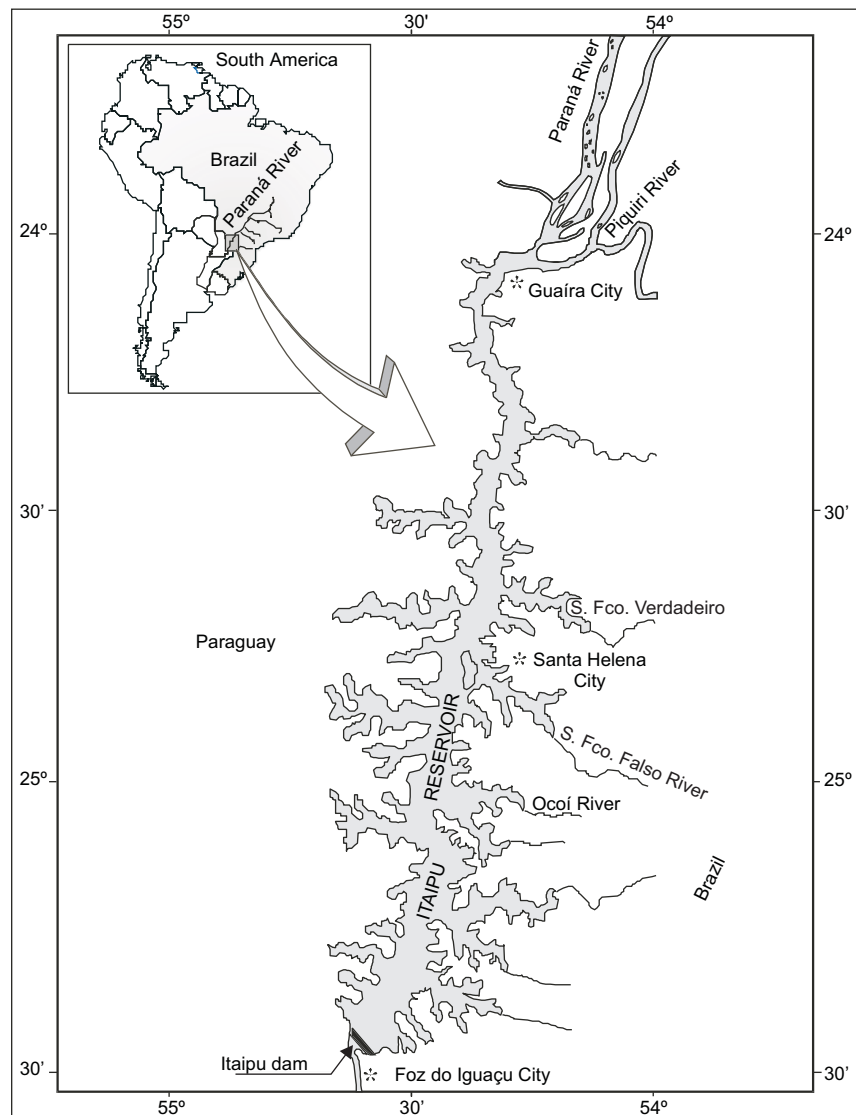 55º 30' 54º
South America
Brazil
Paraná River
Paraná River
Piquiri River
24º 24º
Guaíra City
30' 30'
S. Fco. Verdadeiro
Paraguay
Santa Helena
City
RESERVOIR
S. Fco. Falso River
25º 25º
Ocoí River
ITAIPU
Brazil
Itaipu dam
Foz do Iguaçu City
30' 30'
55º 30' 54º